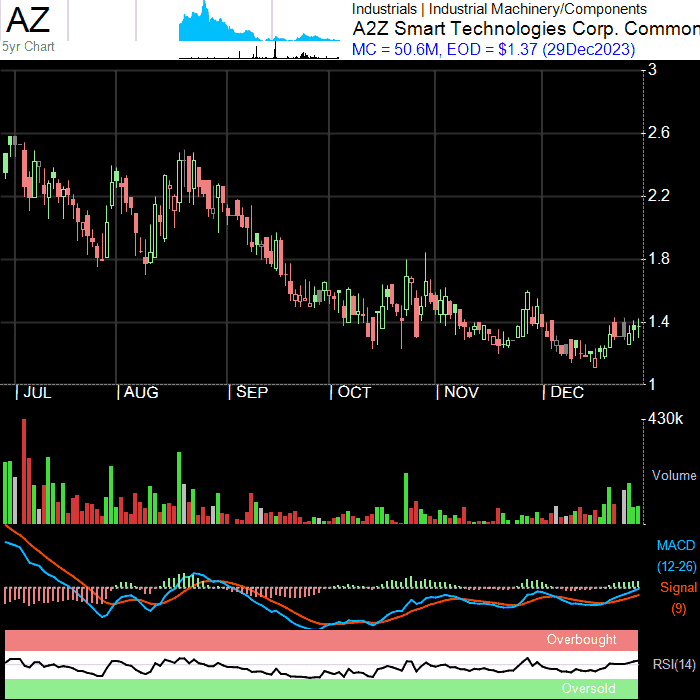 AZ
5yr Chart
Industrials | Industrial Machinery/Components
A2Z Smart Technologies Corp. Common
MC = 50.6M, EOD = $1.37 (29Dec2023)
3
2.6
2.2
1.8
1.4
1
JUL AUG SEP OCT NOV DEC
430k
Volume
MACD
(12-26)
Signal
(9)
Overbought
RSI(14)
Oversold